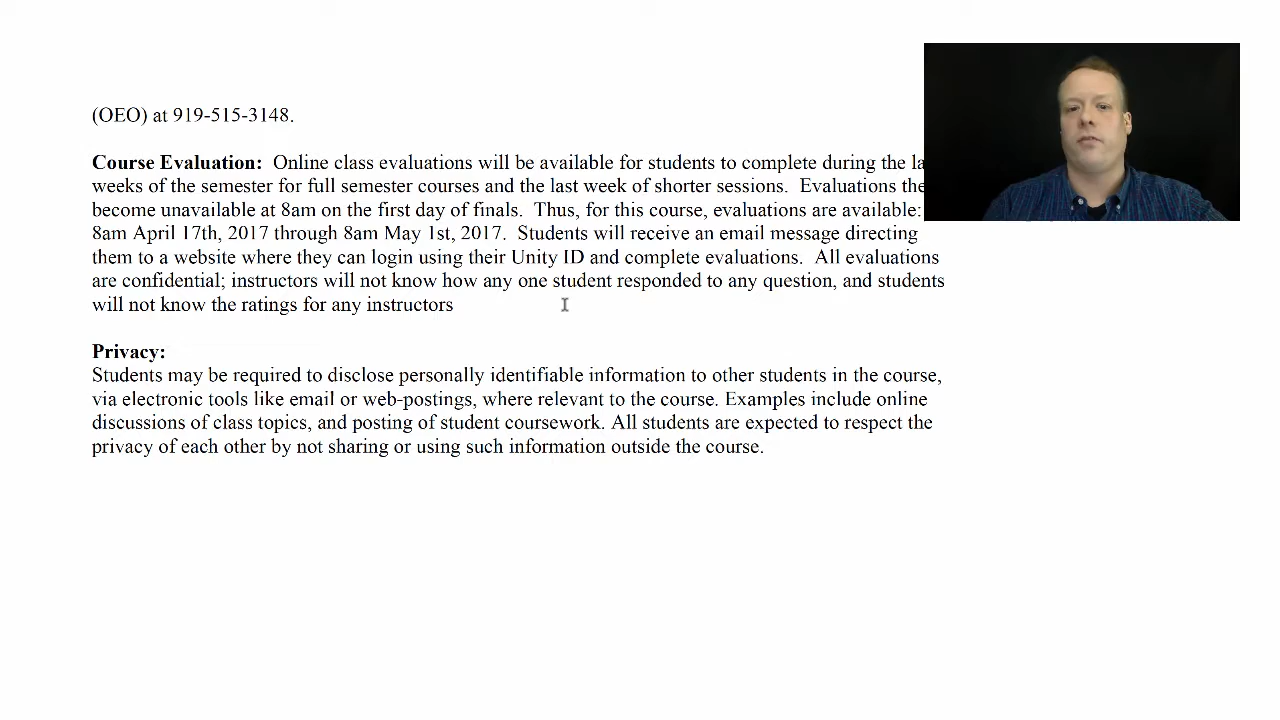 (OEO) at 919-515-3148.
Course Evaluation: Online class evaluations will be available for students to complete during the
weeks of the semester for full semester courses and the last week of shorter sessions. Evaluations
become unavailable at 8am on the first day of finals. Thus, for this course, evaluations are available:
8am April 17th, 2017 through 8am May 1st, 2017. Students will receive an email message directing
them to a website where they can login using their Unity ID and complete evaluations. All evaluations
are confidential; instructors will not know how any one student responded to any question, and students
will not know the ratings for any instructors
Privacy:
Students may be required to disclose personally identifiable information to other students in the course,
via electronic tools like email or web-postings, where relevant to the course. Examples include online
discussions of class topics, and posting of student coursework. All students are expected to respect the
privacy of each other by not sharing or using such information outside the course.